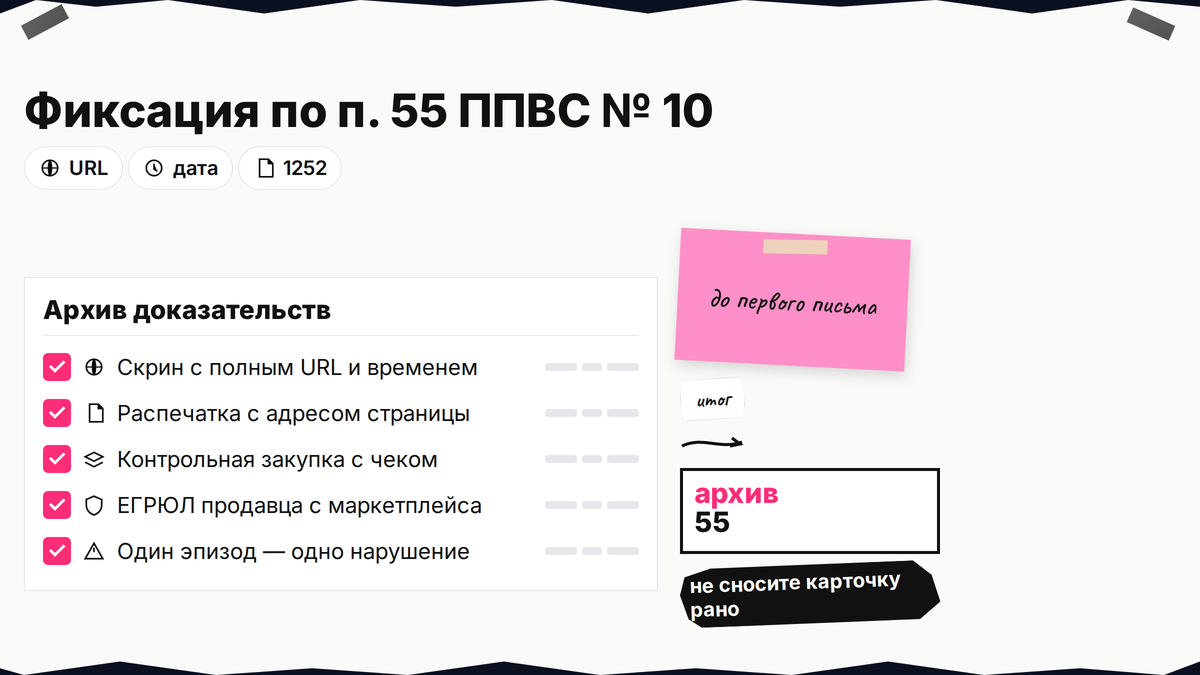 Фиксация по п. 55 ППВС № 10
URL
дата
1252
Архив доказательств
Скрин с полным URL и временем
Распечатка с адресом страницы
Контрольная закупка с чеком
ЕГРЮЛ продавца с маркетплейса
Один эпизод — одно нарушение
до первого письма
итог
архив
55
не сносите карточку
рано